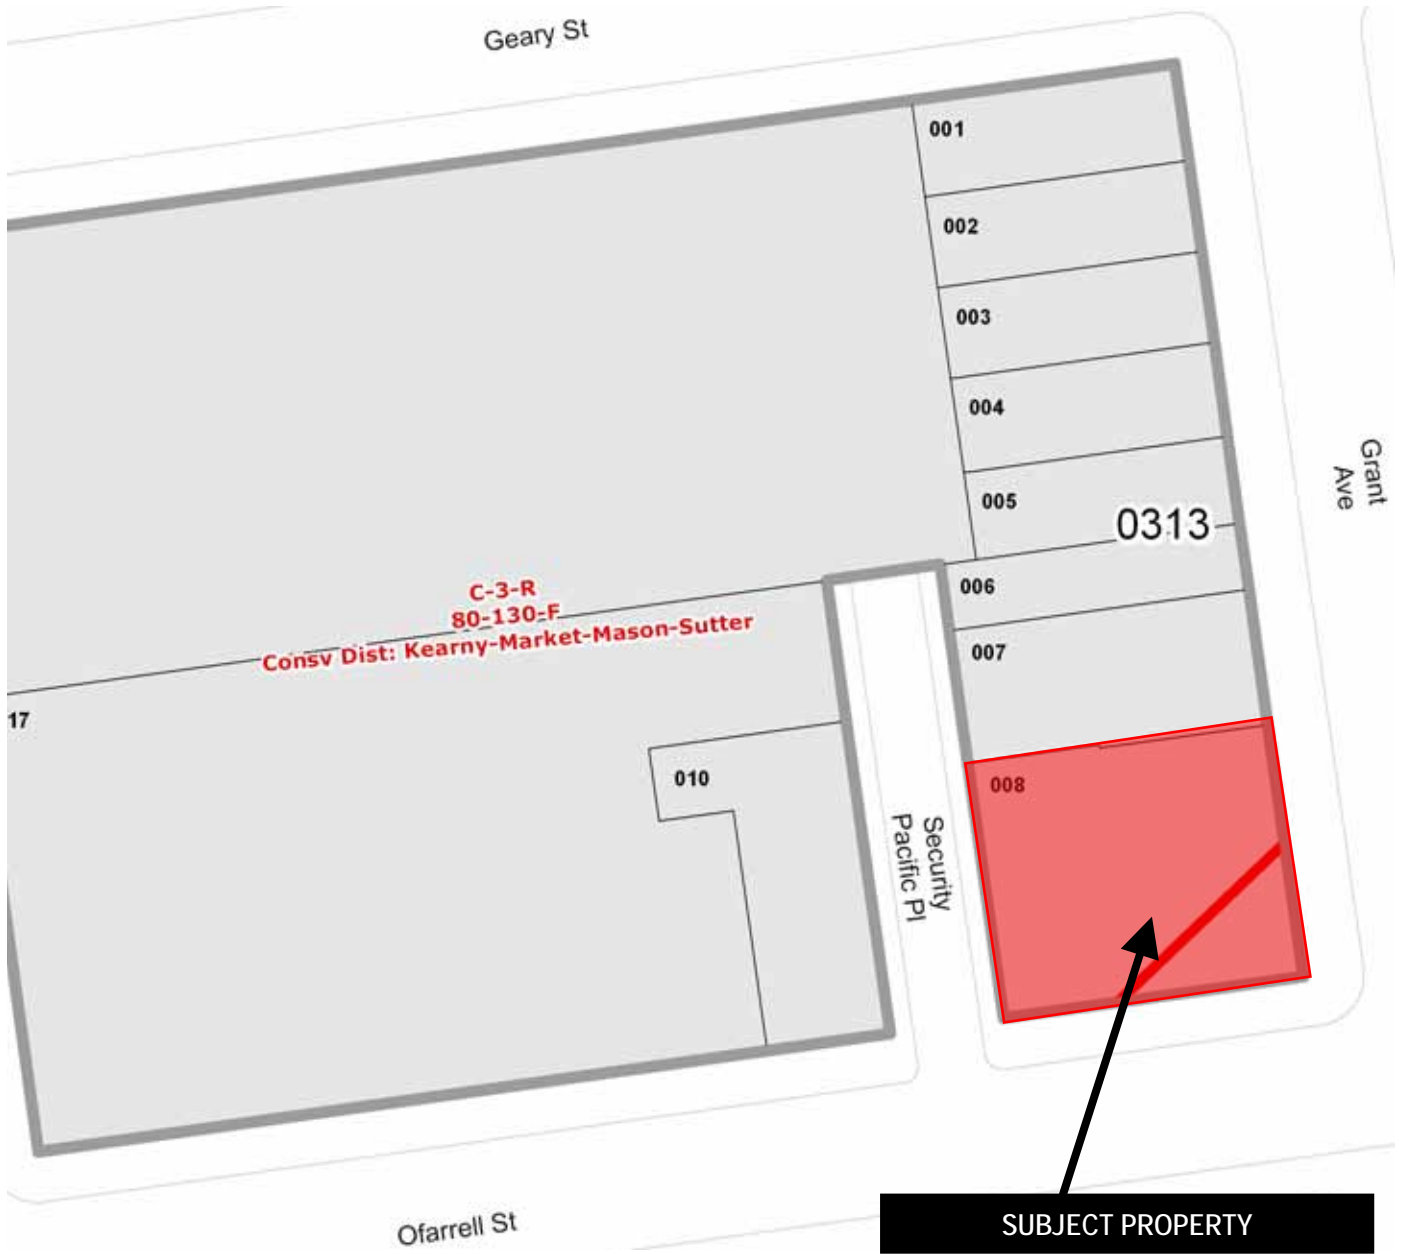 Geary St
001
002
003
004
Grant
Ave
005
0313
006
C-3-R
80-130-F
Consv Dist: Kearny-Market-Mason-Sutter
007
17
010
008
Security
Pacific Pl
SUBJECT PROPERTY
Ofarrell St